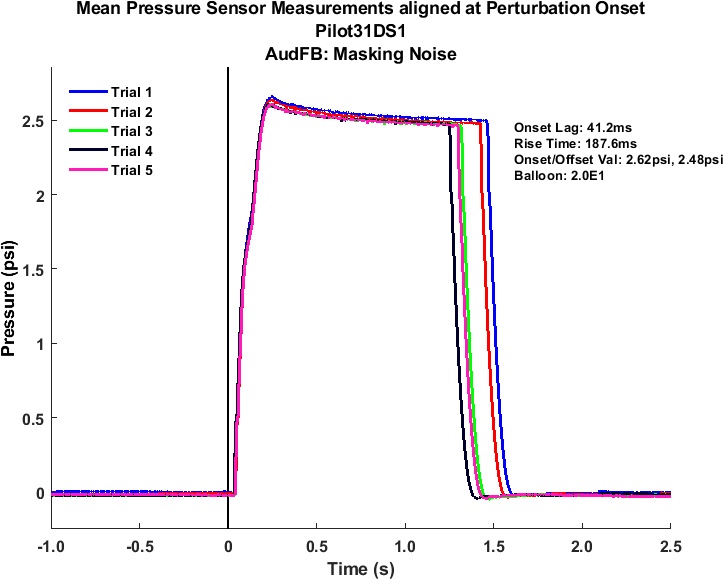 Mean Pressure Sensor Measurements aligned at Perturbation Onset
Pilot31DS1
AudFB: Masking Noise
Trial 1
Trial 2
Trial 3
Trial 4
Trial 5
Onset Lag: 41.2ms
Rise Time: 187.6ms
Onset/Offset Val: 2.62psi, 2.48psi
Balloon: 2.0E1
Pressure (psi)
2.5
2
1.5
1
0.5
0
-1.0 -0.5 0 0.5 1.0 1.5 2.0 2.5
Time (s)